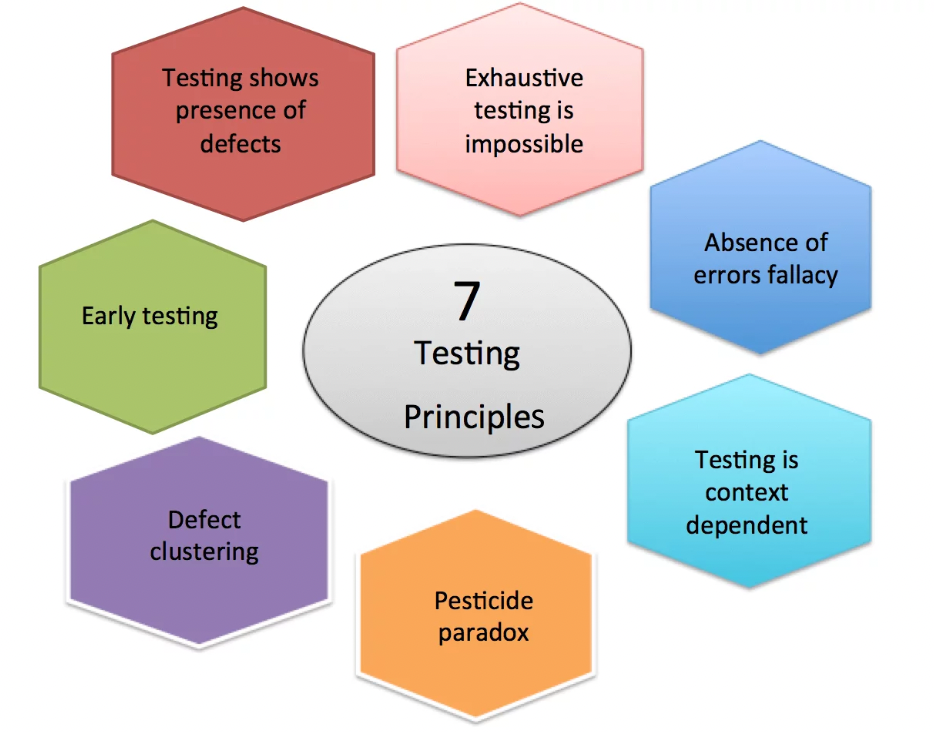 Testing shows
presence of
defects
Exhaustive
testing is
impossible
Absence of
errors fallacy
Early testing
7
Testing
Principles
Testing is
context
dependent
Defect
clustering
Pesticide
paradox